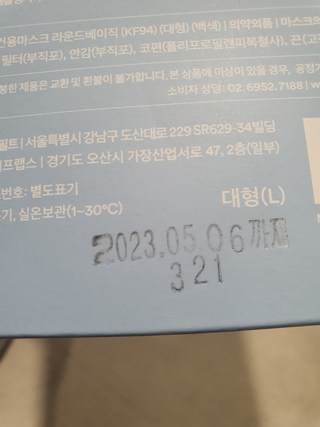 건용마스크 라운드베이직 (KF94) (대형) (백색) | 의약외품 | 마스크의
필터(부직포), 안감(부직포), 코편(폴리프로필렌피복철사), 끈(고
봉한 제품은 교환 및 환불이 불가합니다. 본 상품에 이상이 있을 경우, 공정기
소비자 상담: 02.6952.7188 | w
필트 | 서울특별시 강남구 도산대로 229 SR629-34빌딩
프랩스 | 경기도 오산시 가장산업서로 47, 2층(일부)
번호: 별도표기
기, 실온보관(1~30℃)
대형(L)
2023.05.06까지
321